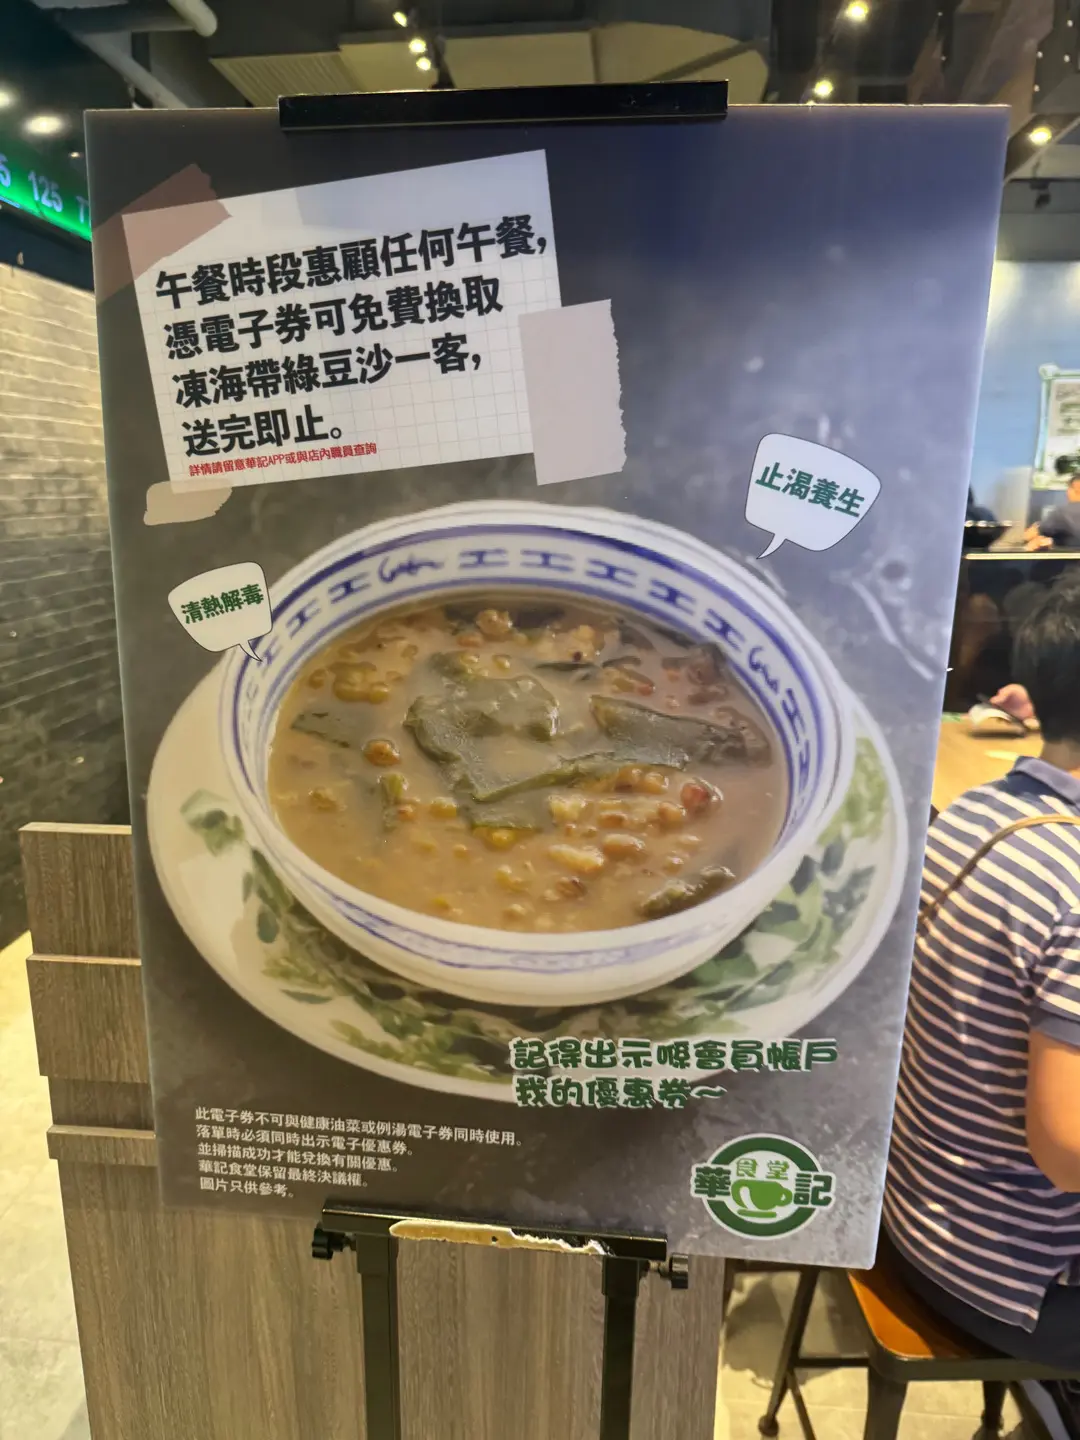 5 125 7
午餐時段惠顧任何午餐,
憑電子券可免費換取
凍海帶綠豆沙一客,
送完即止。
詳情請留意華記APP或與店內職員查詢
止渴養生
清熱解毒
記得出示喺會員帳戶
我的優惠券～
此電子券不可與健康油菜或例湯電子券同時使用。
落單時必須同時出示電子優惠券。
並掃描成功才能兌換有關優惠。
華記食堂保留最終決議權。
圖片只供參考。
華記食堂